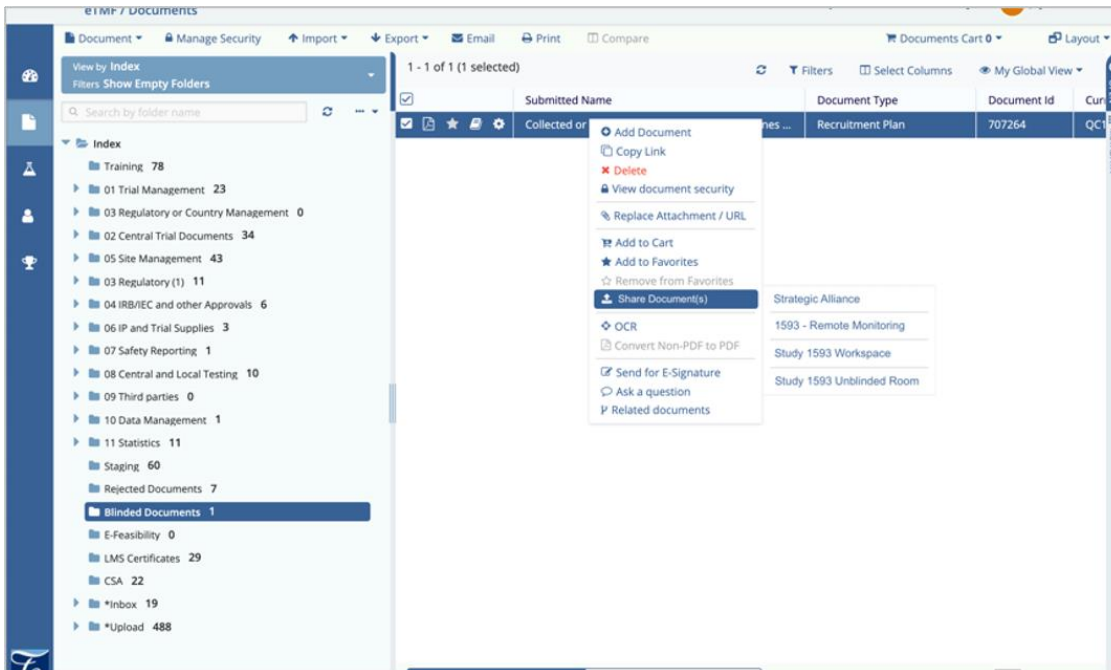 eTMF / Documents
Document
Manage Security
Import
Export
Email
Print
Compare
Documents Cart 0
Layout
View by Index
Filters Show Empty Folders
Search by folder name
Index
Training 78
01 Trial Management 23
03 Regulatory or Country Management 0
02 Central Trial Documents 34
05 Site Management 43
03 Regulatory (1) 11
04 IRB/IEC and other Approvals 6
06 IP and Trial Supplies 3
07 Safety Reporting 1
08 Central and Local Testing 10
09 Third parties 0
10 Data Management 1
11 Statistics 11
Staging 60
Rejected Documents 7
Blinded Documents 1
E-Feasibility 0
LMS Certificates 29
CSA 22
*Inbox 19
*Upload 488
1 - 1 of 1 (1 selected)
Filters
Select Columns
My Global View
Submitted Name
Document Type
Document Id
Collected or
nes ...
Recruitment Plan
707264
QC1
Add Document
Copy Link
Delete
View document security
Replace Attachment / URL
Add to Cart
Add to Favorites
Remove from Favorites
Share Document(s)
OCR
Convert Non-PDF to PDF
Send for E-Signature
Ask a question
Related documents
Strategic Alliance
1593 - Remote Monitoring
Study 1593 Workspace
Study 1593 Unblinded Room